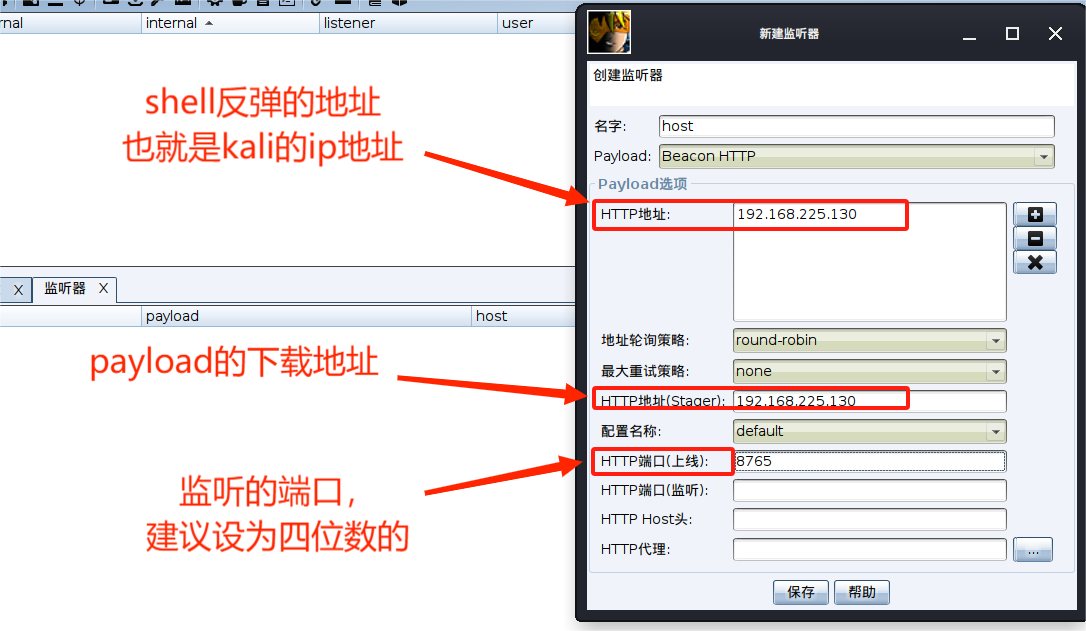 rnal internal listener user
shell反弹的地址
也就是kali的ip地址
X 监听器 X
payload host
payload的下载地址
监听的端口，
建议设为四位数的
新建监听器
创建监听器
名字: host
Payload: Beacon HTTP
Payload选项
HTTP地址: 192.168.225.130
地址轮询策略: round-robin
最大重试策略: none
HTTP地址(Stager): 192.168.225.130
配置名称: default
HTTP端口(上线): 8765
HTTP端口(监听):
HTTP Host头:
HTTP代理: ...
保存 帮助